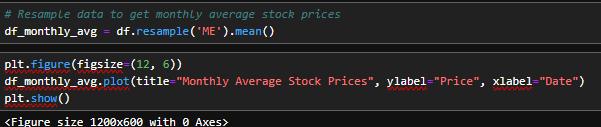 # Resample data to get monthly average stock prices
df_monthly_avg = df.resample('ME').mean()
plt.figure(figsize=(12, 6))
df_monthly_avg.plot(title="Monthly Average Stock Prices", ylabel="Price", xlabel="Date")
plt.show()
<Figure size 1200x600 with 0 Axes>